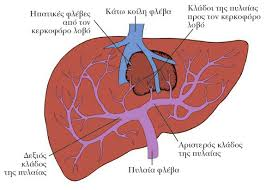 Ηπατικές φλέβες
από τον
κερκοφόρο λοβό
Κάτω κοίλη φλέβα
Κλάδοι της πυλαίας
προς τον κερκοφόρο
λοβό
Δεξιός
κλάδος
της πυλαίας
Πυλαία φλέβα
Αριστερός κλάδος
της πυλαίας